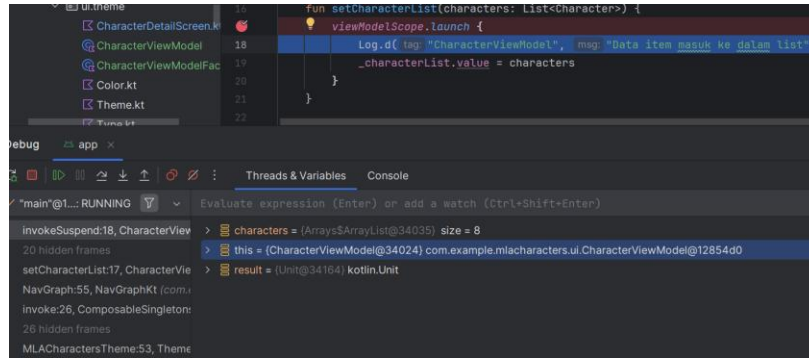 ui.theme
CharacterDetailScreen.k
CharacterViewModel
CharacterViewModelFac
Color.kt
Theme.kt
Type.kt
16 fun setCharacterList(characters: List<Character>) {
viewModelScope.launch {
18 Log.d( tag: "CharacterViewModel", msg: "Data item masuk ke dalam list"
19 _characterList.value = characters
20 }
21 }
22
Debug app ×
Threads & Variables Console
"main"@1...: RUNNING Evaluate expression (Enter) or add a watch (Ctrl+Shift+Enter)
invokeSuspend:18, CharacterView
20 hidden frames
setCharacterList:17, CharacterVie
NavGraph:55, NavGraphKt (com.
invoke:26, ComposableSingleton
26 hidden frames
MLACharactersTheme:53, Theme
characters = {Arrays$ArrayList@34035} size = 8
this = {CharacterViewModel@34024} com.example.mlacharacters.ui.CharacterViewModel@12854d0
result = {Unit@34164} kotlin.Unit